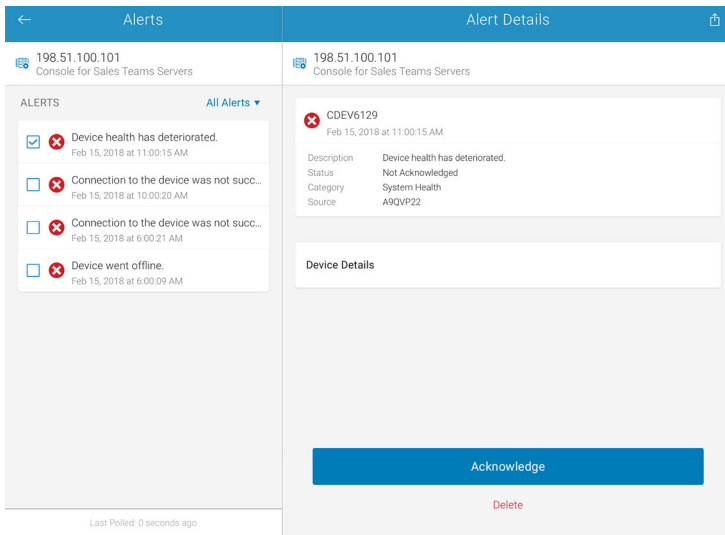 Alerts
198.51.100.101
Console for Sales Teams Servers
ALERTS
All Alerts ▼
Device health has deteriorated.
Feb 15, 2018 at 11:00:15 AM
Connection to the device was not succ...
Feb 15, 2018 at 10:00:20 AM
Connection to the device was not succ...
Feb 15, 2018 at 6:00:21 AM
Device went offline.
Feb 15, 2018 at 6:00:09 AM
Last Polled: 0 seconds ago
Alert Details
198.51.100.101
Console for Sales Teams Servers
CDEV6129
Feb 15, 2018 at 11:00:15 AM
Description Device health has deteriorated.
Status Not Acknowledged
Category System Health
Source A9QVP22
Device Details
Acknowledge
Delete